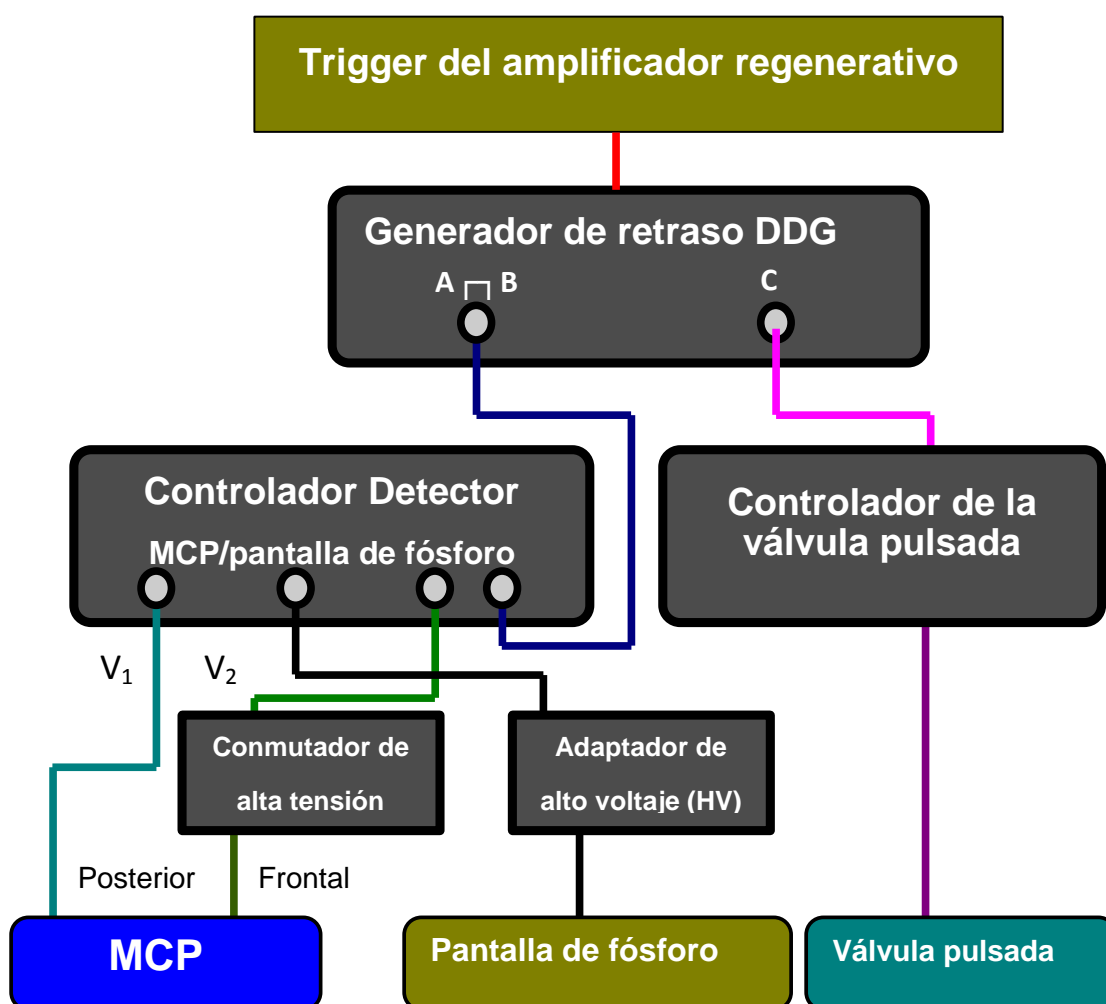 Trigger del amplificador regenerativo
Generador de retraso DDG
A B C
Controlador Detector
MCP/pantalla de fósforo
Controlador de la
válvula pulsada
V₁ V₂
Conmutador de
alta tensión
Adaptador de
alto voltaje (HV)
Posterior Frontal
MCP
Pantalla de fósforo
Válvula pulsada